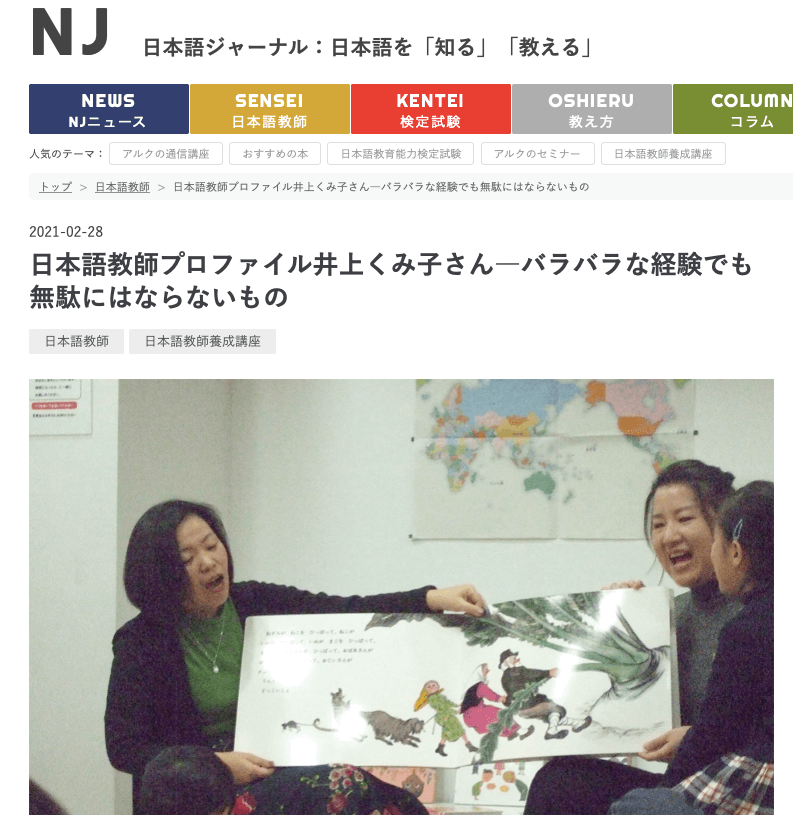 NJ
日本語ジャーナル：日本語を「知る」「教える」
NEWS
NJニュース
SENSEI
日本語教師
KENTEI
検定試験
OSHIERU
教え方
COLUMN
コラム
人気のテーマ： アルクの通信講座 おすすめの本 日本語教育能力検定試験 アルクのセミナー 日本語教師養成講座
トップ > 日本語教師 > 日本語教師プロファイル井上くみ子さん―バラバラな経験でも無駄にはならないもの
2021-02-28
日本語教師プロファイル井上くみ子さん―バラバラな経験でも
無駄にはならないもの
日本語教師 日本語教師養成講座